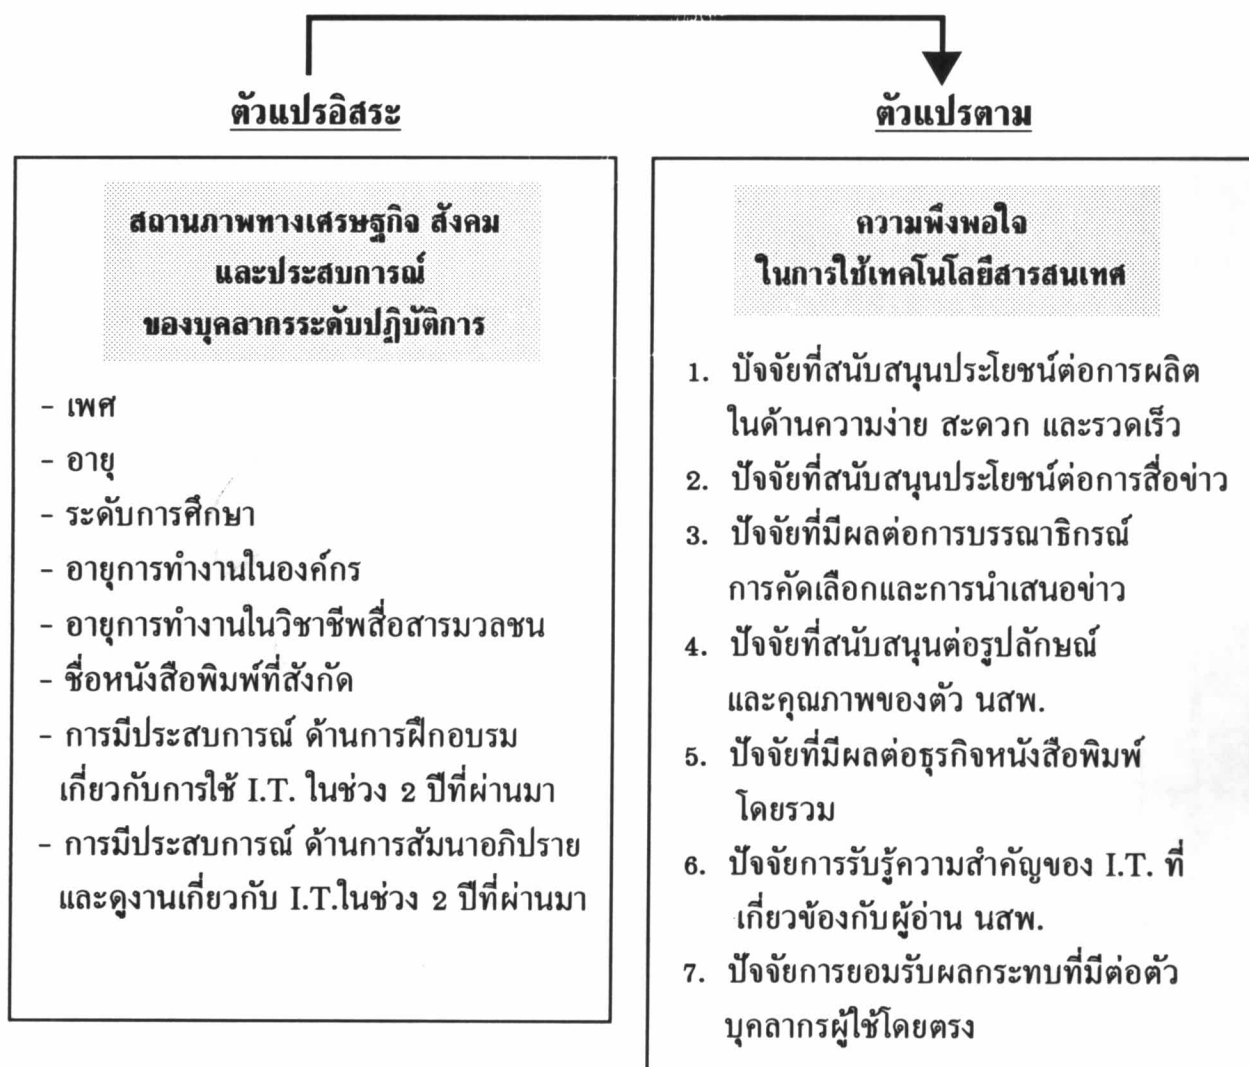 ตัวแปรอิสระ
สถานภาพทางเศรษฐกิจ สังคม
และประสบการณ์
ของบุคลากรระดับปฏิบัติการ
- เพศ
- อายุ
- ระดับการศึกษา
- อายุการทำงานในองค์กร
- อายุการทำงานในวิชาชีพสื่อสารมวลชน
- ชื่อหนังสือพิมพ์ที่สังกัด
- การมีประสบการณ์ ด้านการฝึกอบรม
เกี่ยวกับการใช้ I.T. ในช่วง 2 ปีที่ผ่านมา
- การมีประสบการณ์ ด้านการสัมนาอภิปราย
และดูงานเกี่ยวกับ I.T.ในช่วง 2 ปีที่ผ่านมา
ตัวแปรตาม
ความพึงพอใจ
ในการใช้เทคโนโลยีสารสนเทศ
1. ปัจจัยที่สนับสนุนประโยชน์ต่อการผลิต
ในด้านความง่าย สะดวก และรวดเร็ว
2. ปัจจัยที่สนับสนุนประโยชน์ต่อการสื่อข่าว
3. ปัจจัยที่มีผลต่อการบรรณาธิกรณ์
การคัดเลือกและการนำเสนอข่าว
4. ปัจจัยที่สนับสนุนต่อรูปลักษณ์
และคุณภาพของตัว นสพ.
5. ปัจจัยที่มีผลต่อธุรกิจหนังสือพิมพ์
โดยรวม
6. ปัจจัยการรับรู้ความสำคัญของ I.T. ที่
เกี่ยวข้องกับผู้อ่าน นสพ.
7. ปัจจัยการยอมรับผลกระทบที่มีต่อตัว
บุคลากรผู้ใช้โดยตรง